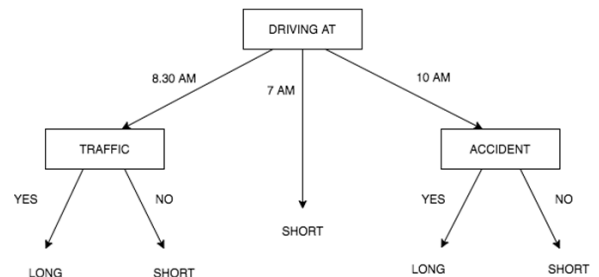 DRIVING AT
8.30 AM
7 AM
10 AM
TRAFFIC
ACCIDENT
YES
NO
YES
NO
SHORT
LONG
SHORT
LONG
SHORT